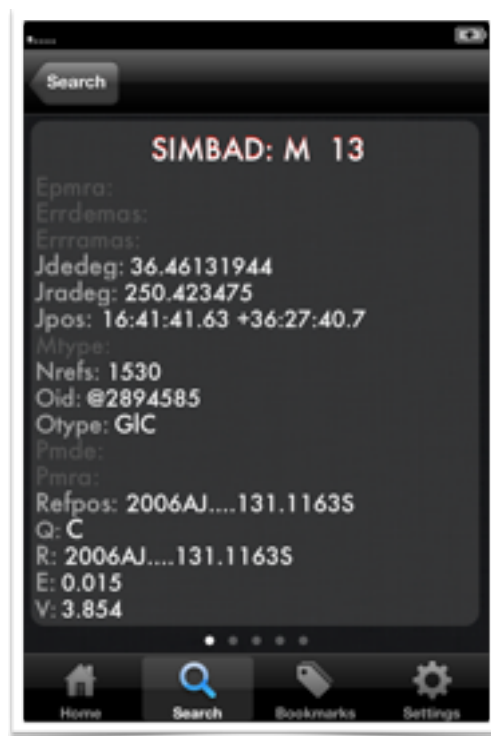 Search
SIMBAD: M 13
Epmra:
Errdemas:
Errramas:
Jdedeg: 36.46131944
Jradeg: 250.423475
Jpos: 16:41:41.63 +36:27:40.7
Mtype:
Nrefs: 1530
Oid: @2894585
Otype: GlC
Pmde:
Pmra:
Refpos: 2006AJ....131.1163S
Q: C
R: 2006AJ....131.1163S
E: 0.015
V: 3.854
Home Search Bookmarks Settings